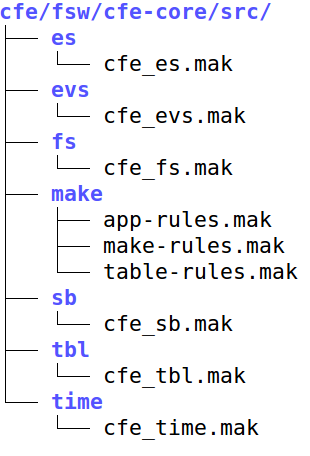 cfe/fsw/cfe-core/src/
es
cfe_es.mak
evs
cfe_evs.mak
fs
cfe_fs.mak
make
app-rules.mak
make-rules.mak
table-rules.mak
sb
cfe_sb.mak
tbl
cfe_tbl.mak
time
cfe_time.mak